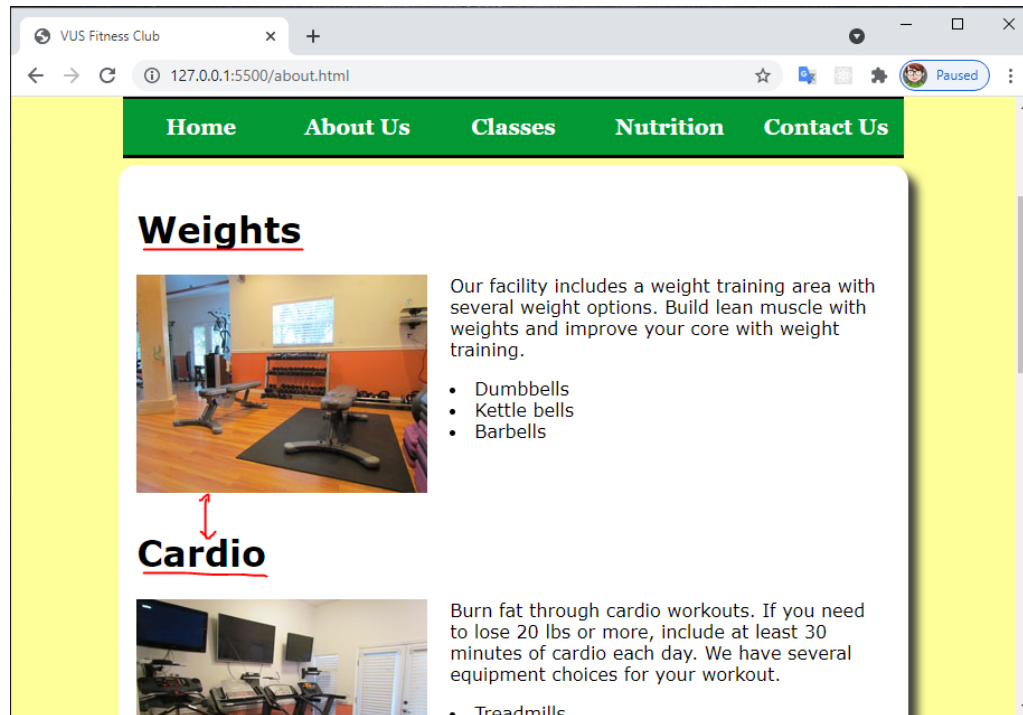 VUS Fitness Club
127.0.0.1:5500/about.html
Paused
Home About Us Classes Nutrition Contact Us
Weights
Our facility includes a weight training area with
several weight options. Build lean muscle with
weights and improve your core with weight
training.
• Dumbbells
• Kettle bells
• Barbells
Cardio
Burn fat through cardio workouts. If you need
to lose 20 lbs or more, include at least 30
minutes of cardio each day. We have several
equipment choices for your workout.
• Treadmills